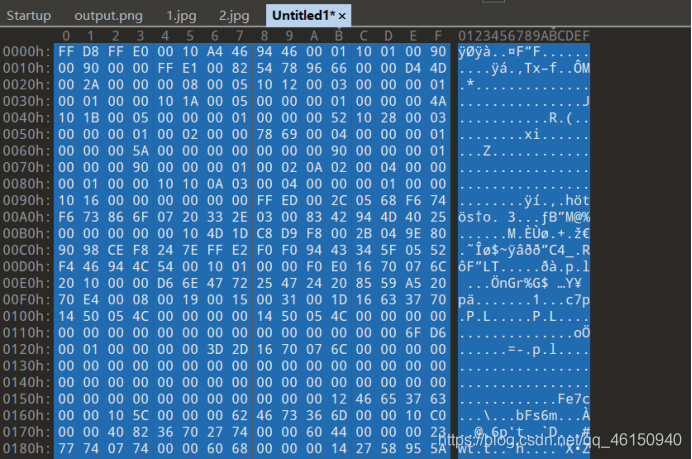 Startup output.png 1.jpg 2.jpg Untitled1* ×
0 1 2 3 4 5 6 7 8 9 A B C D E F 0123456789ABCDEF
0000h: FF D8 FF E0 00 10 A4 46 94 46 00 01 10 01 00 90 ÿØÿà..¤F”F......
0010h: 00 90 00 00 FF E1 00 82 54 78 96 66 00 00 D4 4D ....ÿá.‚Tx–f..ÔM
0020h: 00 2A 00 00 00 08 00 05 10 12 00 03 00 00 00 01 .*..............
0030h: 00 01 00 00 10 1A 00 05 00 00 00 01 00 00 00 4A ...............J
0040h: 10 1B 00 05 00 00 00 01 00 00 00 52 10 28 00 03 ...........R.(..
0050h: 00 00 00 01 00 02 00 00 78 69 00 04 00 00 00 01 ........xi......
0060h: 00 00 00 5A 00 00 00 00 00 00 00 90 00 00 00 01 ...Z............
0070h: 00 00 00 90 00 00 00 01 00 02 0A 02 00 04 00 00 ................
0080h: 00 01 00 00 10 10 0A 03 00 04 00 00 00 01 00 00 ................
0090h: 10 16 00 00 00 00 00 00 FF ED 00 2C 05 68 F6 74 ........ÿí.,.höt
00A0h: F6 73 86 6F 07 20 33 2E 03 00 83 42 94 4D 40 25 ös†o. 3...ƒB”M@%
00B0h: 00 00 00 00 00 10 4D 1D C8 D9 F8 00 2B 04 9E 80 ......M.ÈÙø.+.ž€
00C0h: 90 98 CE F8 24 7E FF E2 F0 F0 94 43 34 5F 05 52 .˜Îø$~ÿâðð”C4_.R
00D0h: F4 46 94 4C 54 00 10 01 00 00 F0 E0 16 70 07 6C ôF”LT.....ðà.p.l
00E0h: 20 10 00 00 D6 6E 47 72 25 47 24 20 85 59 A5 20  ...ÖnGr%G$ …Y¥
00F0h: 70 E4 00 08 00 19 00 15 00 31 00 1D 16 63 37 70 pä.......1...c7p
0100h: 14 50 05 4C 00 00 00 00 14 50 05 4C 00 00 00 00 .P.L.....P.L....
0110h: 00 00 00 00 00 00 00 00 00 00 00 00 00 00 6F D6 ..............oÖ
0120h: 00 01 00 00 00 00 3D 2D 16 70 07 6C 00 00 00 00 ......=-.p.l....
0130h: 00 00 00 00 00 00 00 00 00 00 00 00 00 00 00 00 ................
0140h: 00 00 00 00 00 00 00 00 00 00 00 00 00 00 00 00 ................
0150h: 00 00 00 00 00 00 00 00 00 00 00 12 46 65 37 63 ............Fe7c
0160h: 00 00 10 5C 00 00 00 62 46 73 36 6D 00 00 10 C0 ...\...bFs6m...À
0170h: 00 00 40 82 36 70 27 74 00 00 60 44 00 00 00 23 ..@‚6p't..`D...#
0180h: 77 74 07 74 00 00 60 68 00 00 00 14 27 58 95 5A wt.t..`h....'X•Z
https://blog.csdn.net/qq_46150940